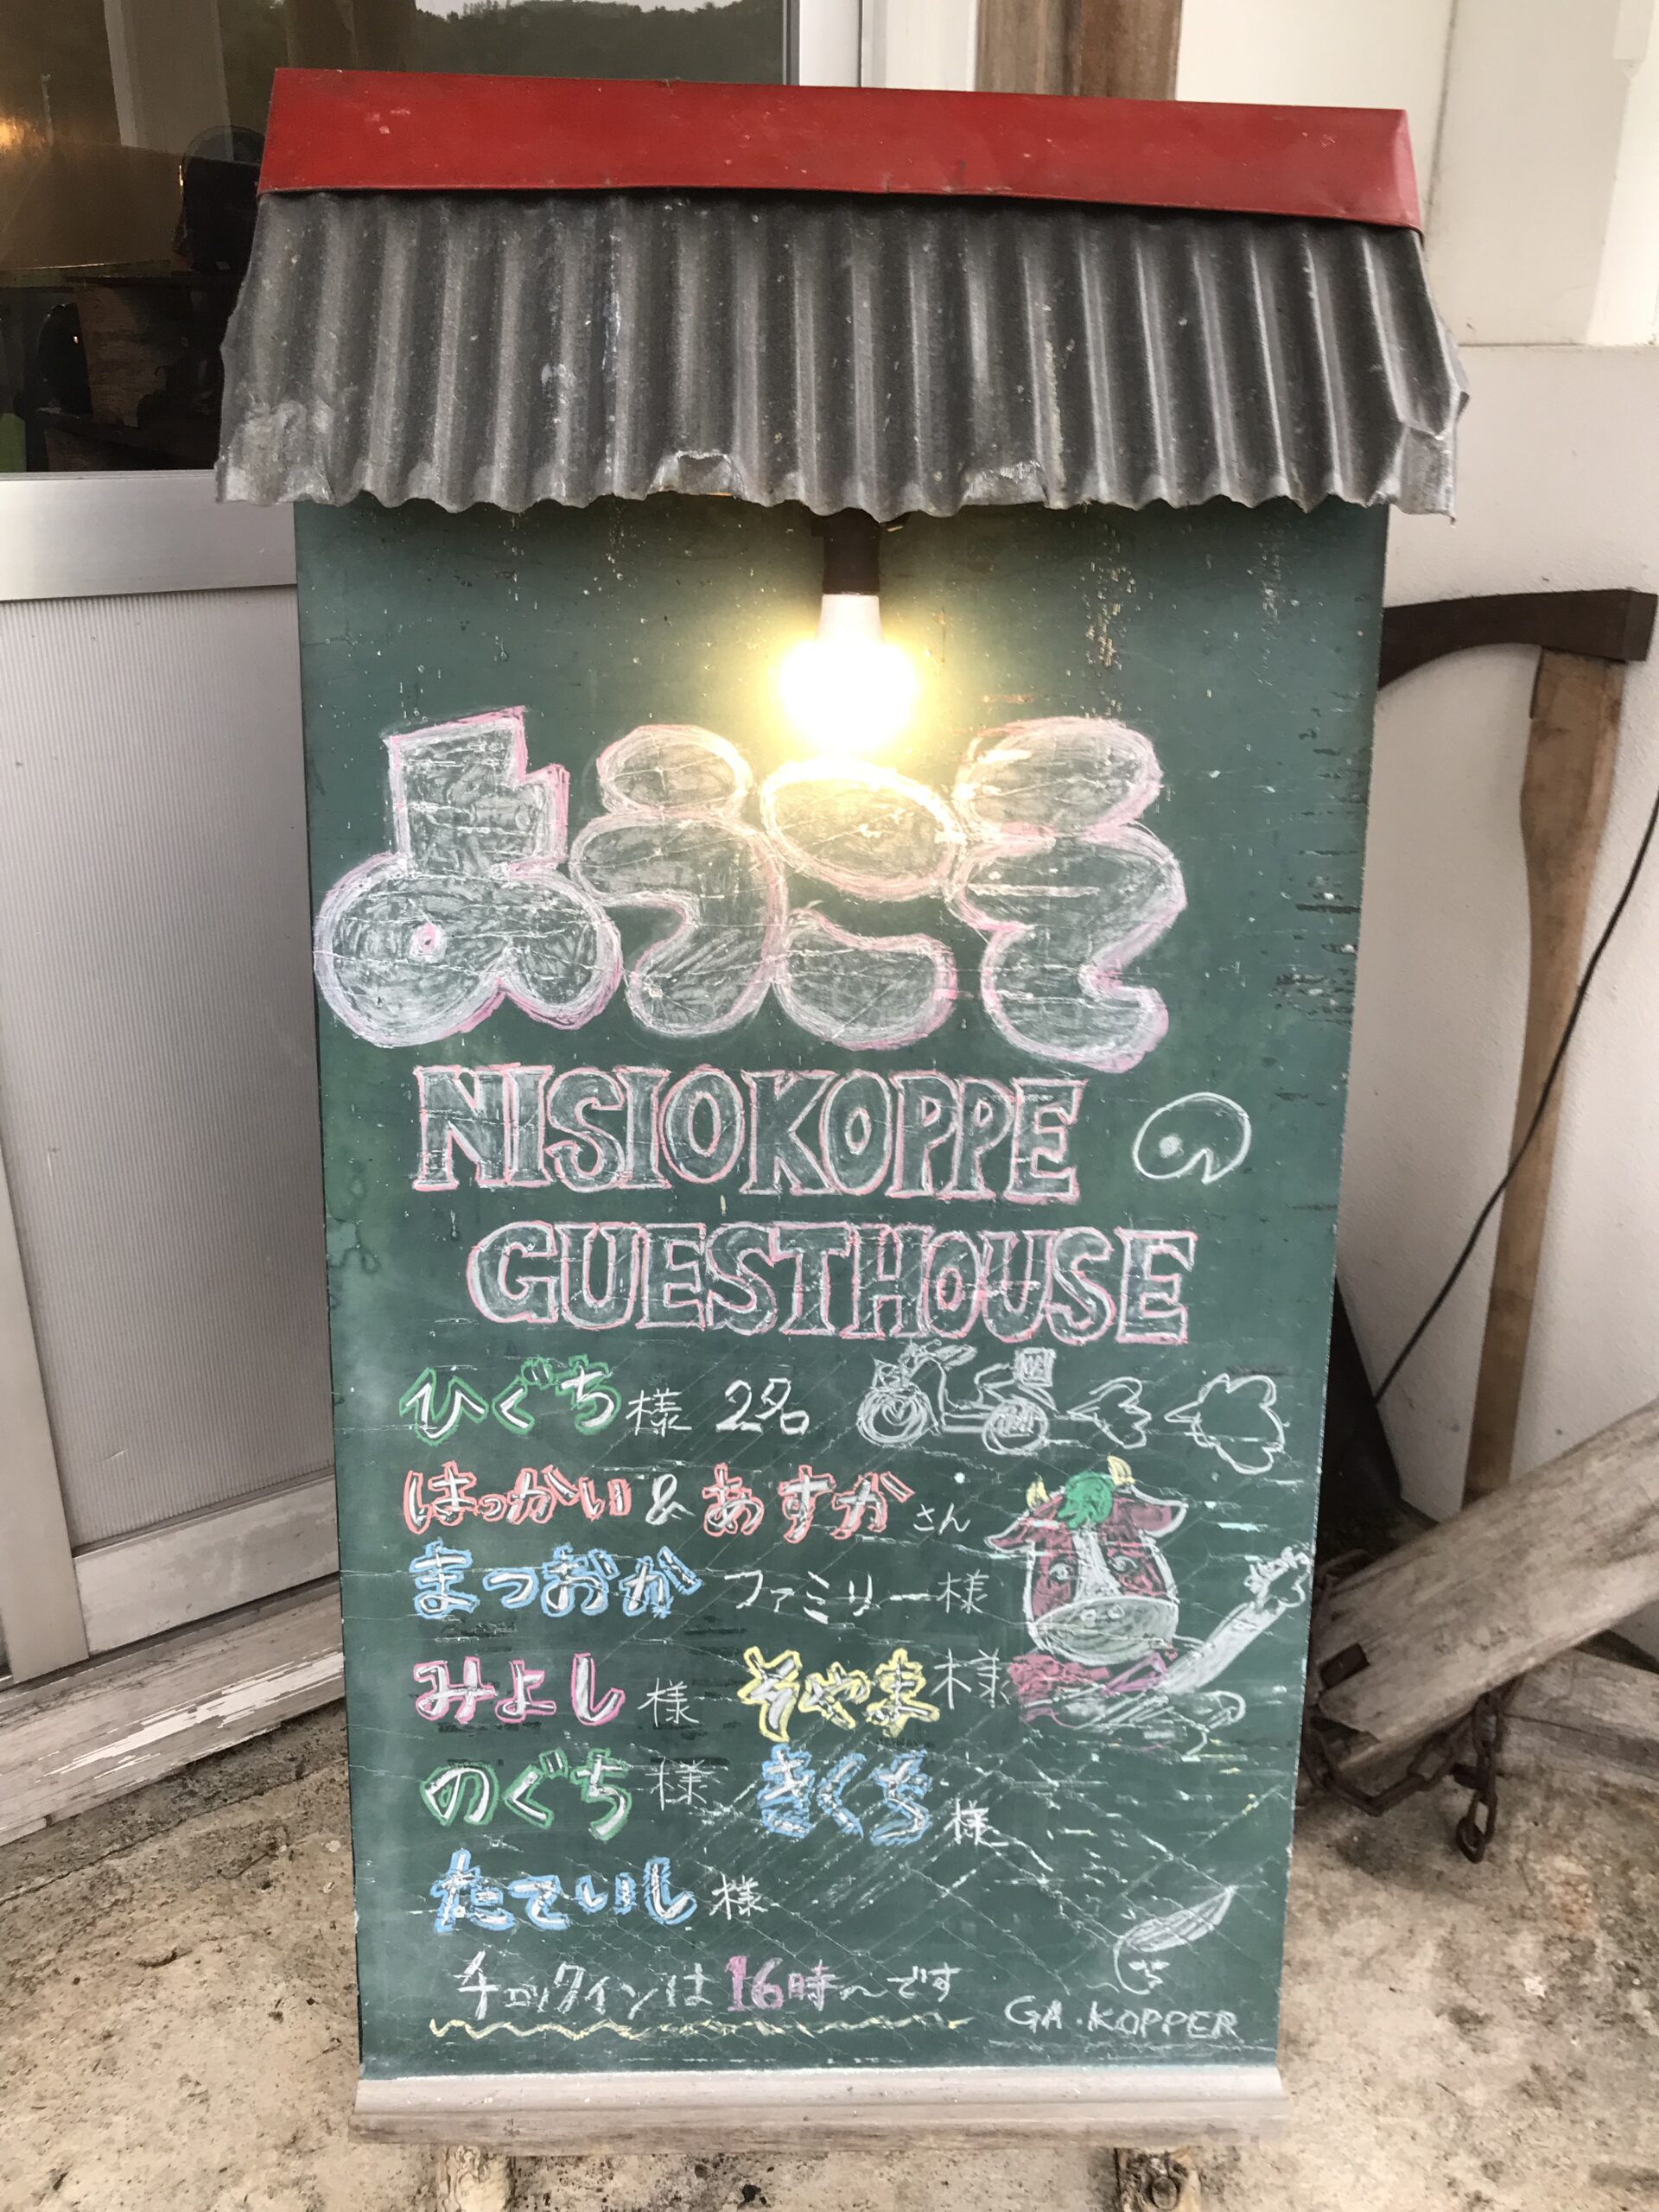 ようこそ
NISIOKOPPE
GUESTHOUSE
ひぐち様 2名
はっかい&あすかさん
まつおか ファミリー様
みよし様 そやま様
のぐち様 きくち様
たていし様
チェックインは16時〜です
GA・KOPPER